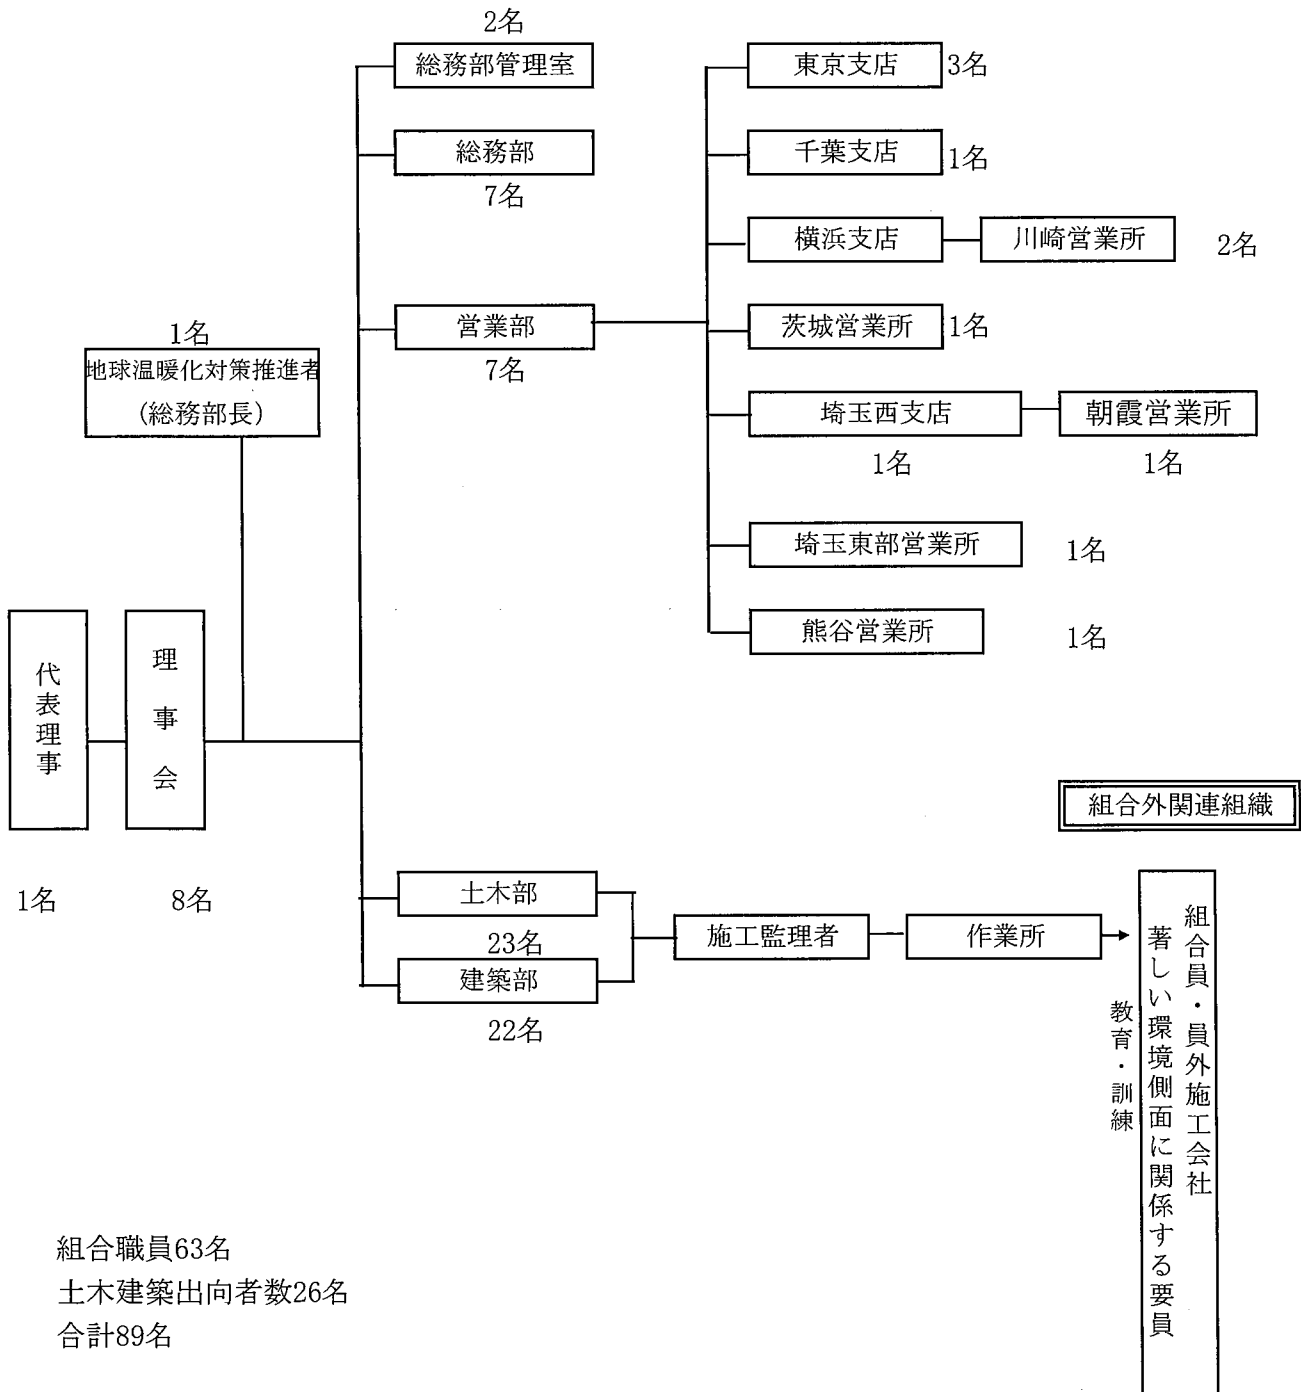 2名
総務部管理室
総務部
7名
営業部
7名
東京支店
3名
千葉支店
1名
横浜支店
川崎営業所
2名
茨城営業所
1名
埼玉西支店
1名
朝霞営業所
1名
埼玉東部営業所
1名
熊谷営業所
1名
1名
地球温暖化対策推進者
(総務部長)
代表理事
1名
理事会
8名
土木部
23名
建築部
22名
施工監理者
作業所
組合外関連組織
組合員・員外施工会社
著しい環境側面に関係する要員
教育・訓練
組合職員63名
土木建築出向者数26名
合計89名